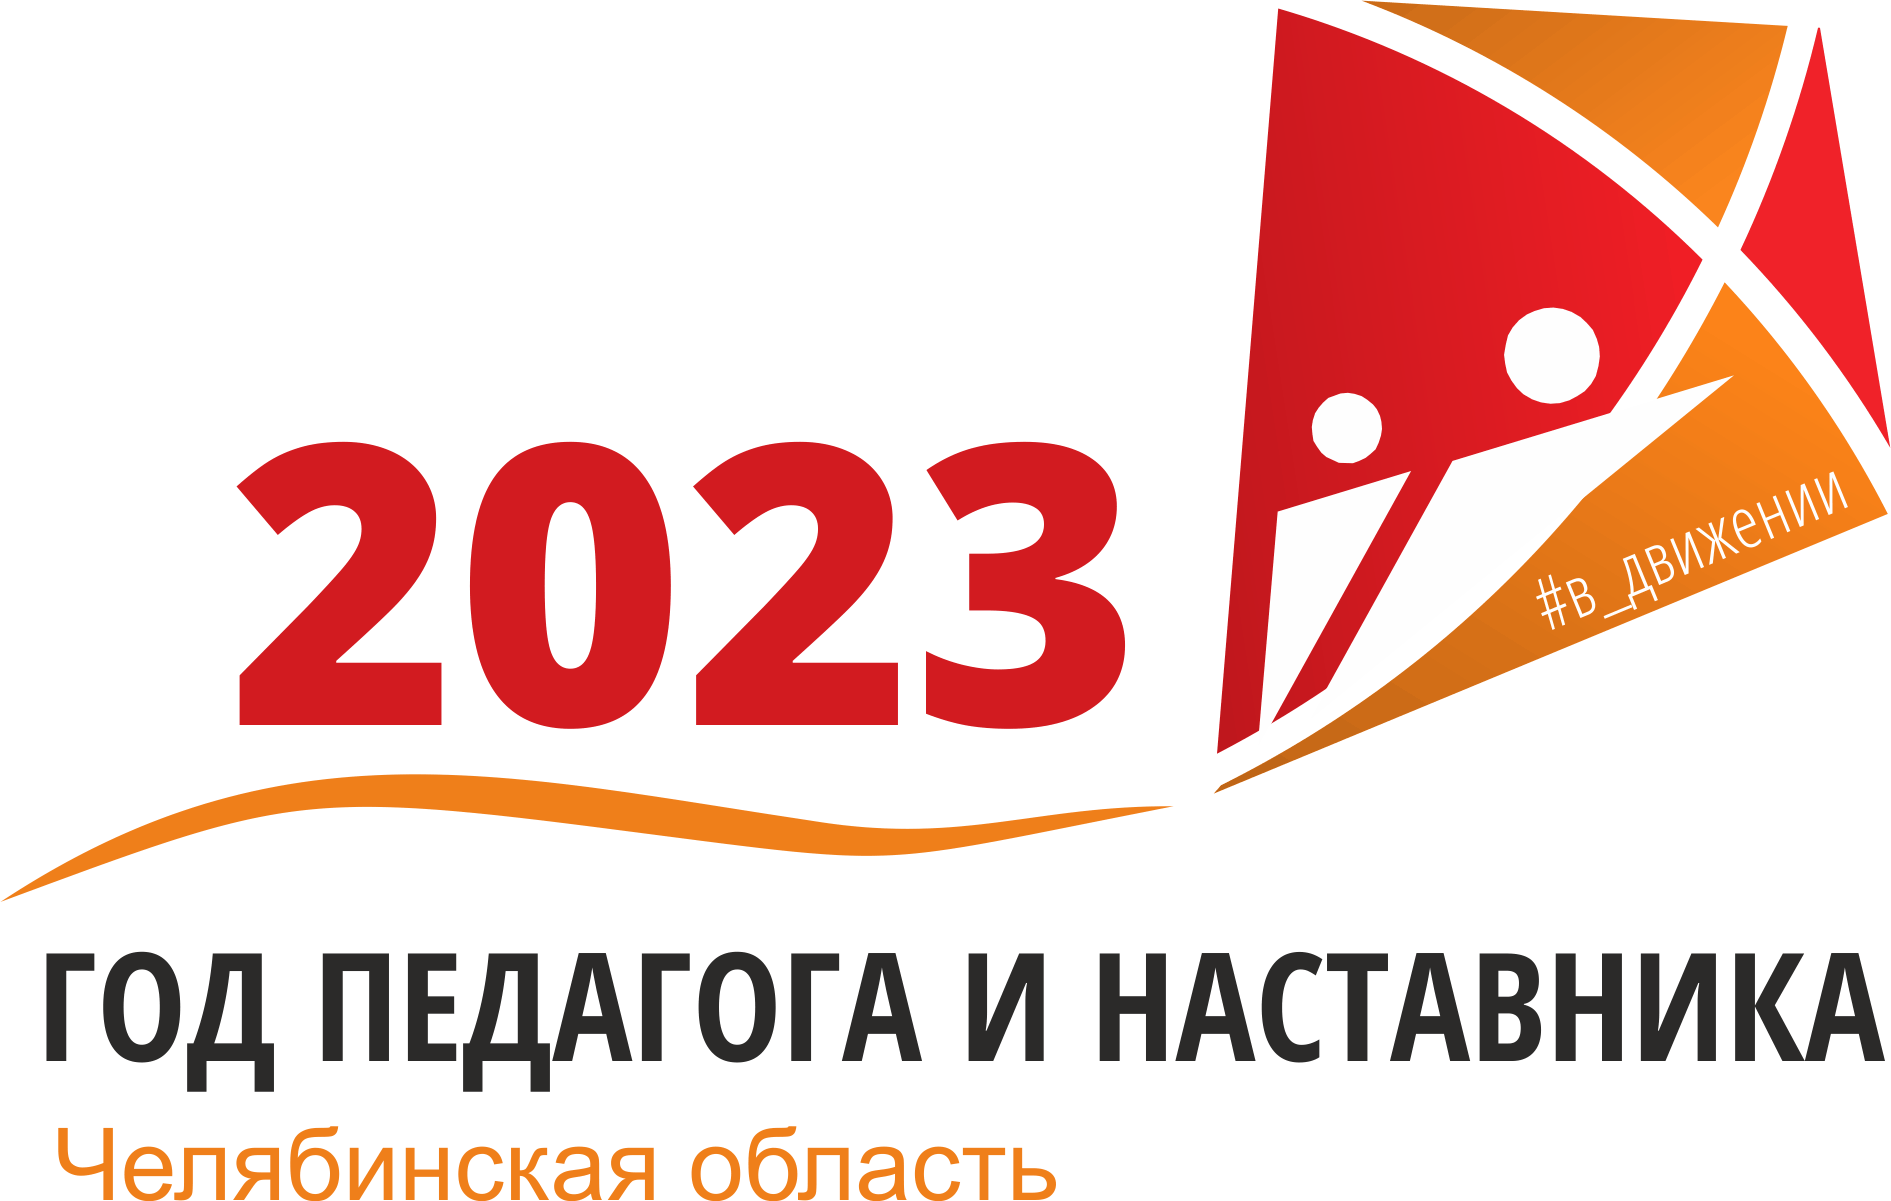 2023
#в_движении
ГОД ПЕДАГОГА И НАСТАВНИКА
Челябинская область